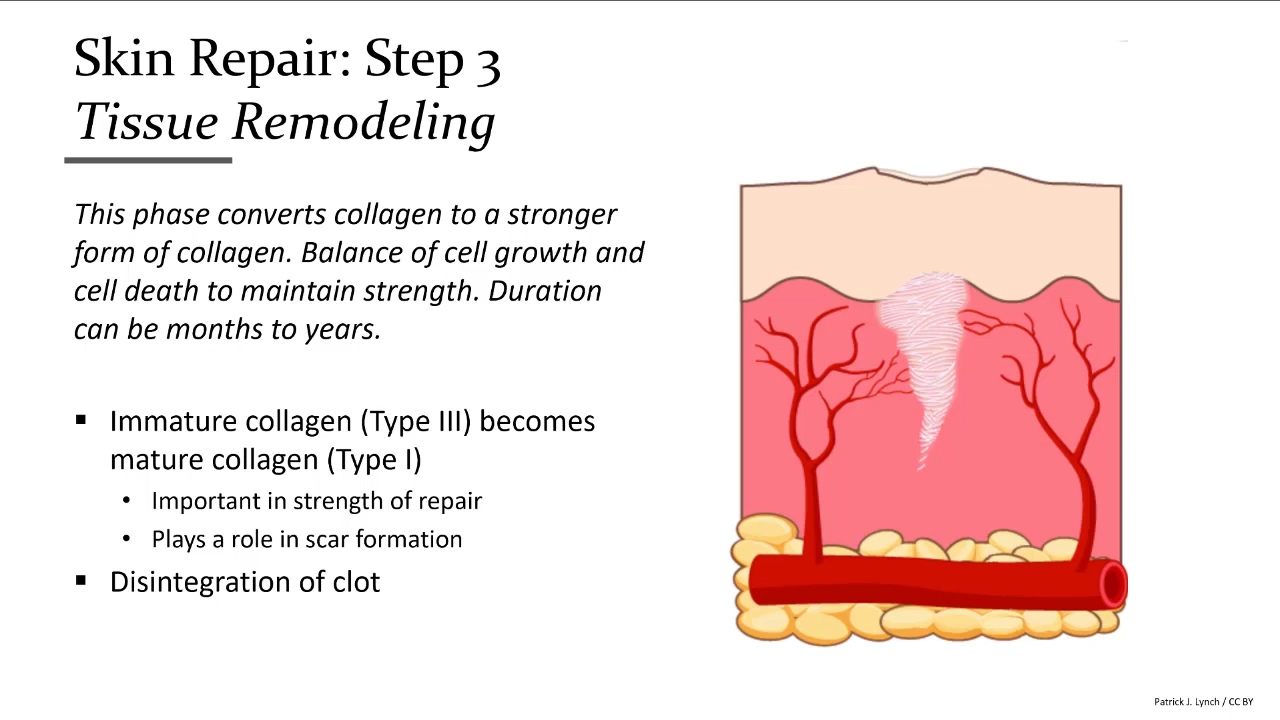 Skin Repair: Step 3
Tissue Remodeling
This phase converts collagen to a stronger
form of collagen. Balance of cell growth and
cell death to maintain strength. Duration
can be months to years.
▪ Immature collagen (Type III) becomes
mature collagen (Type I)
• Important in strength of repair
• Plays a role in scar formation
▪ Disintegration of clot
Patrick J. Lynch / CC BY